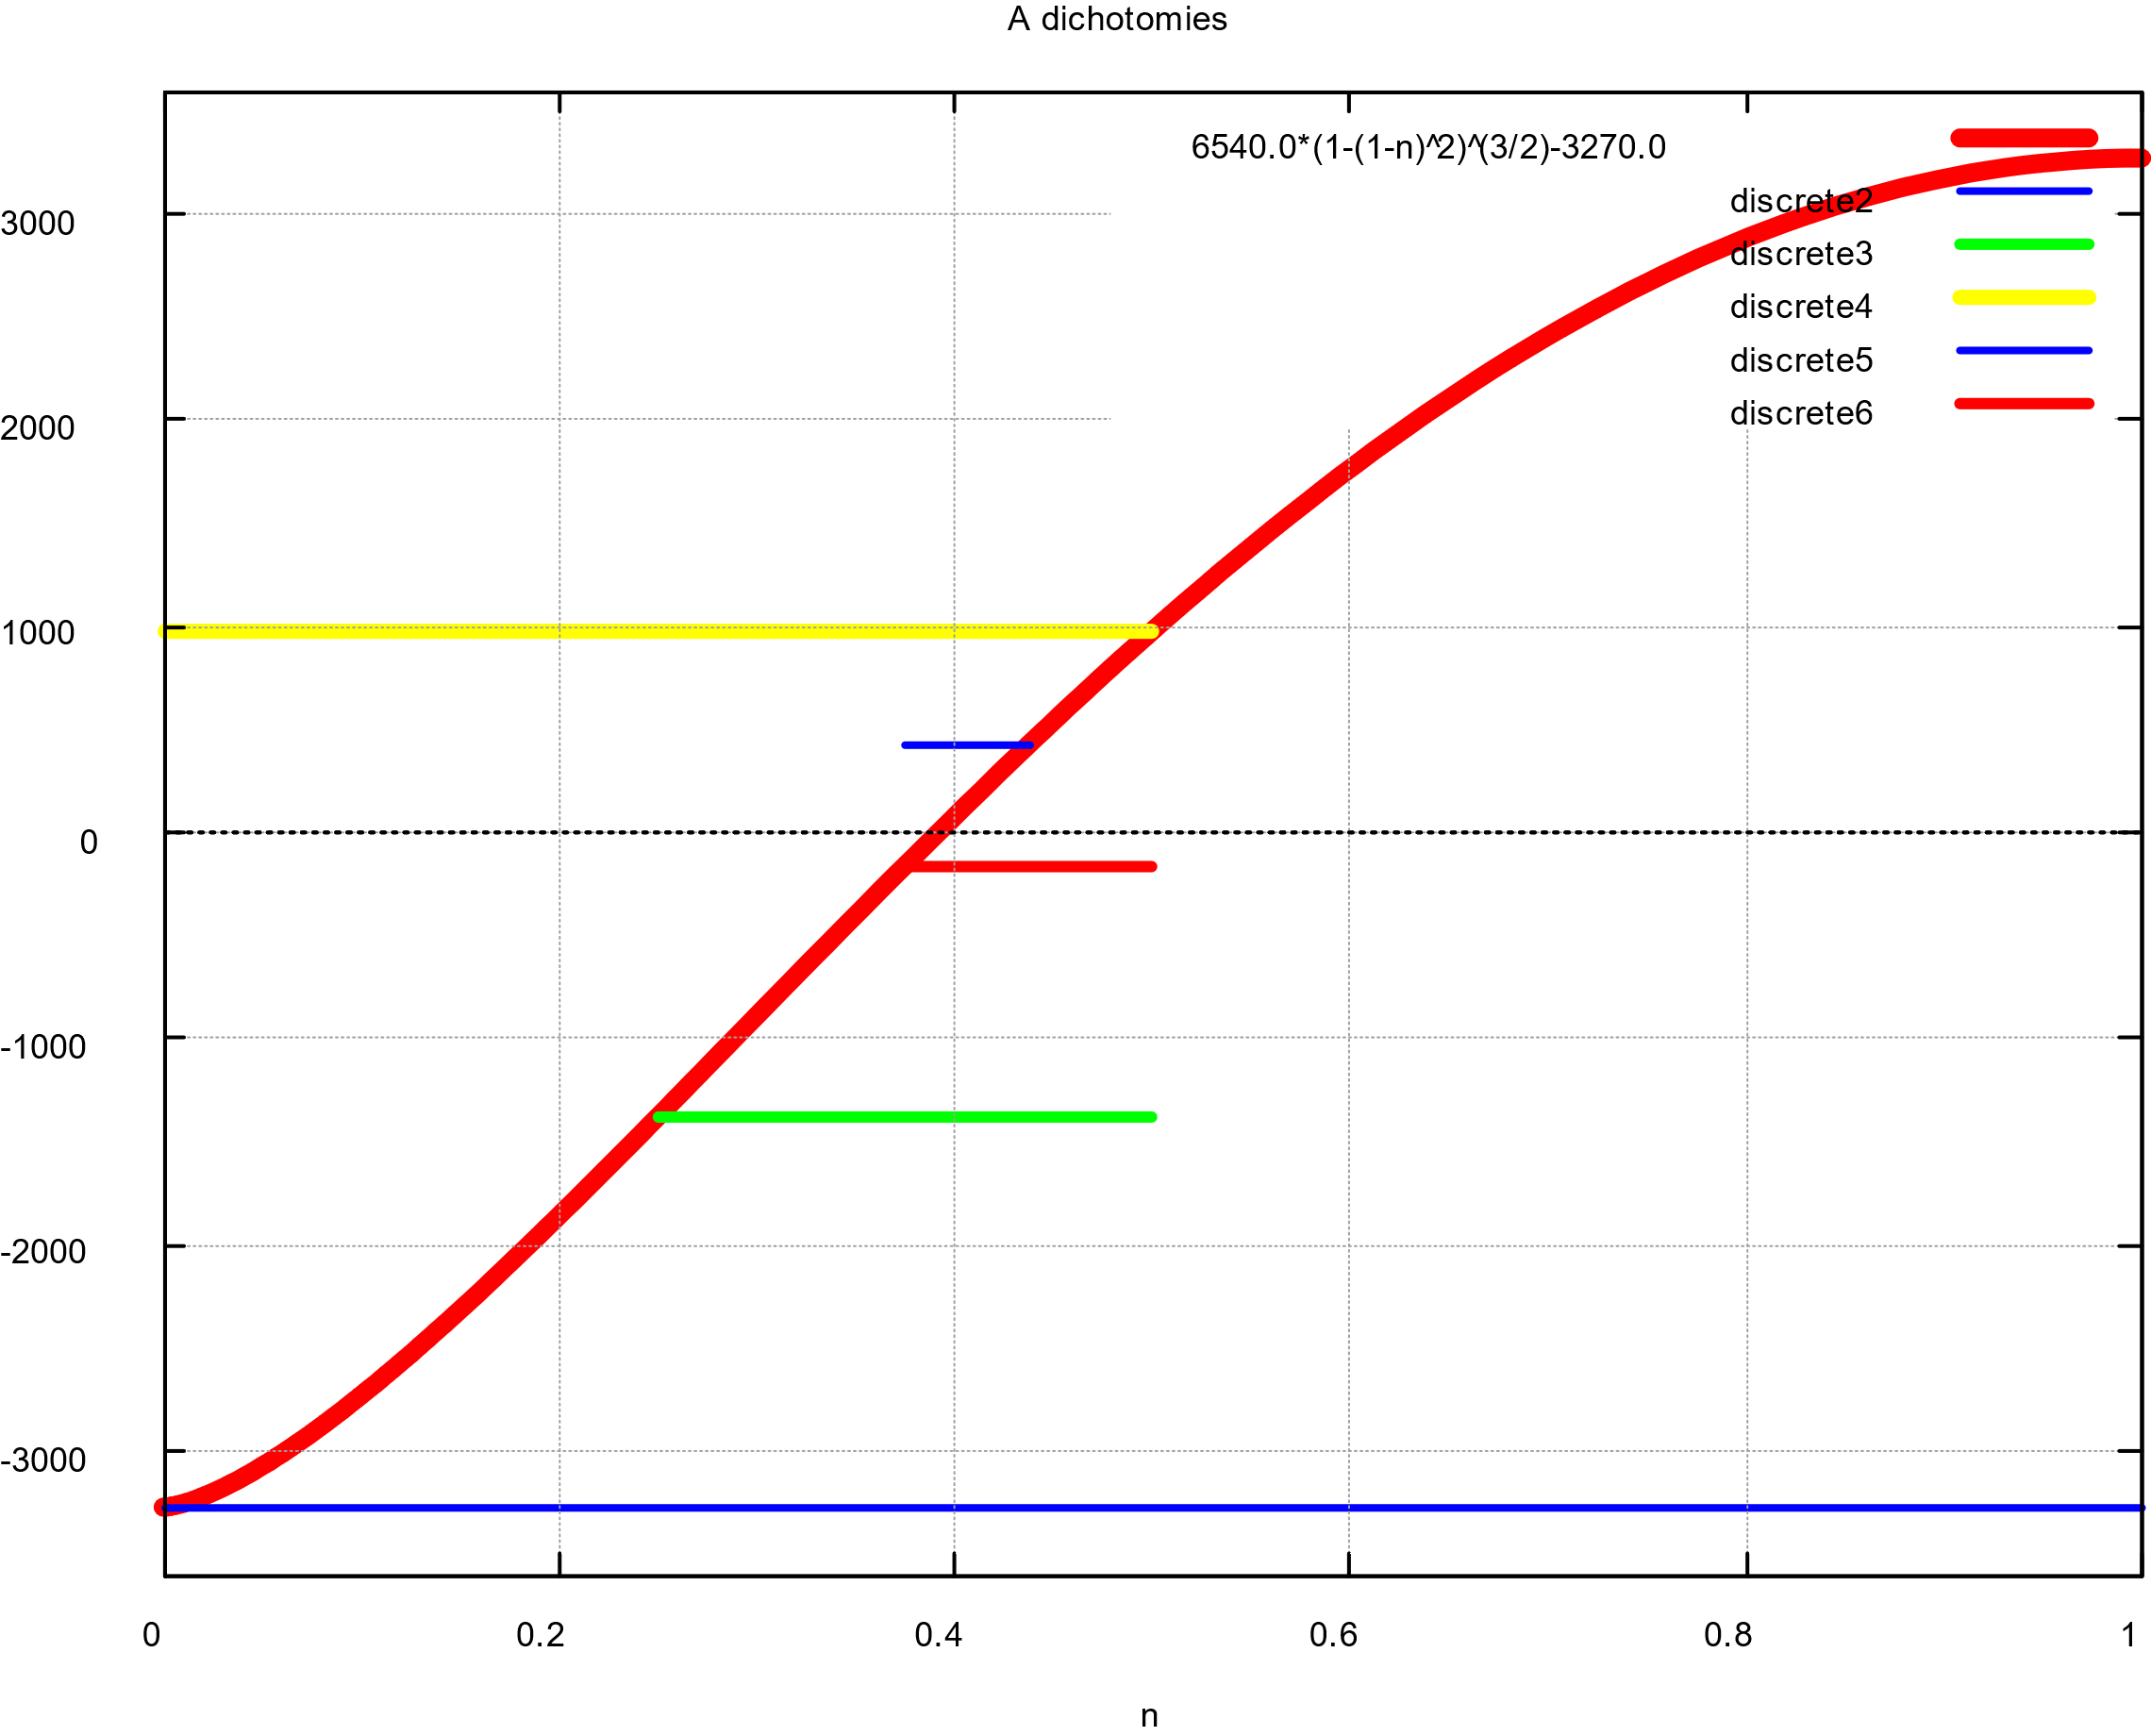 A dichotomies
6540.0*(1-(1-n)^2)^(3/2)-3270.0
discrete2
discrete3
discrete4
discrete5
discrete6
3000
2000
1000
0
-1000
-2000
-3000
0 0.2 0.4 0.6 0.8 1
n